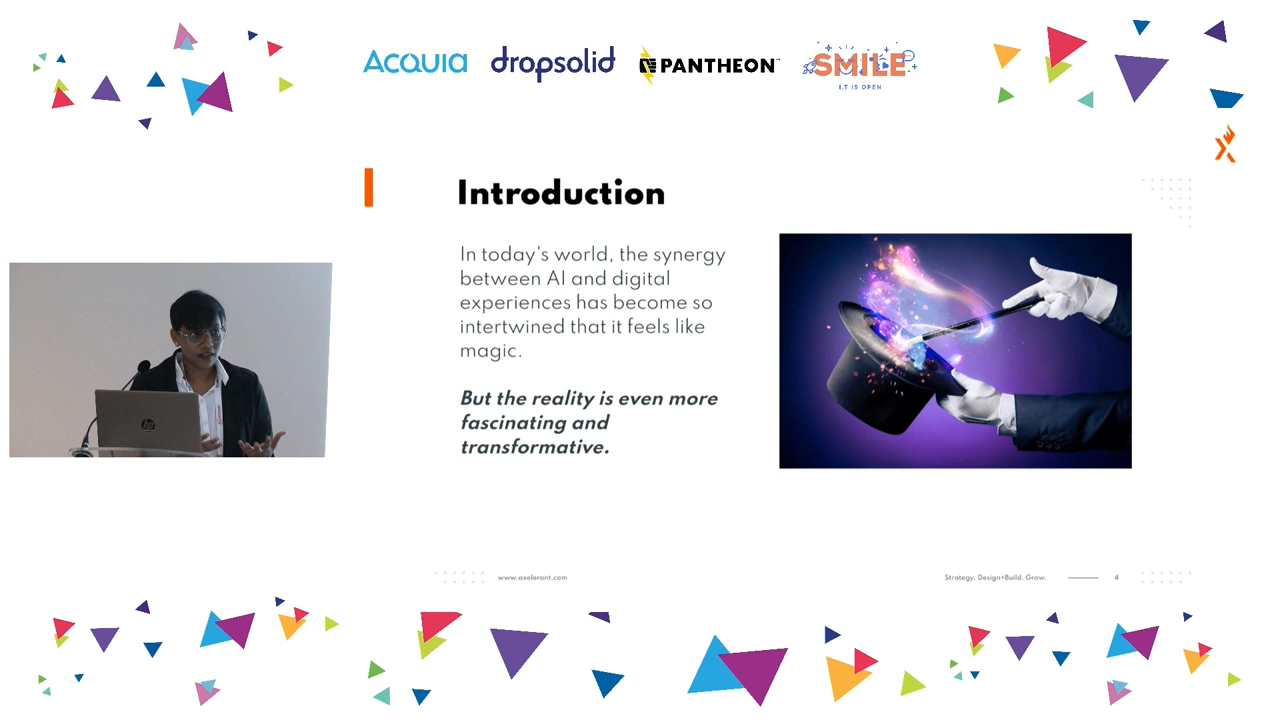 ACQUIA
dropsolid
PANTHEON
SMILE
I.T IS OPEN
Introduction
In today's world, the synergy
between AI and digital
experiences has become so
intertwined that it feels like
magic.
But the reality is even more
fascinating and
transformative.
hp
www.axelerant.com
Strategy. Design+Build. Grow.
4